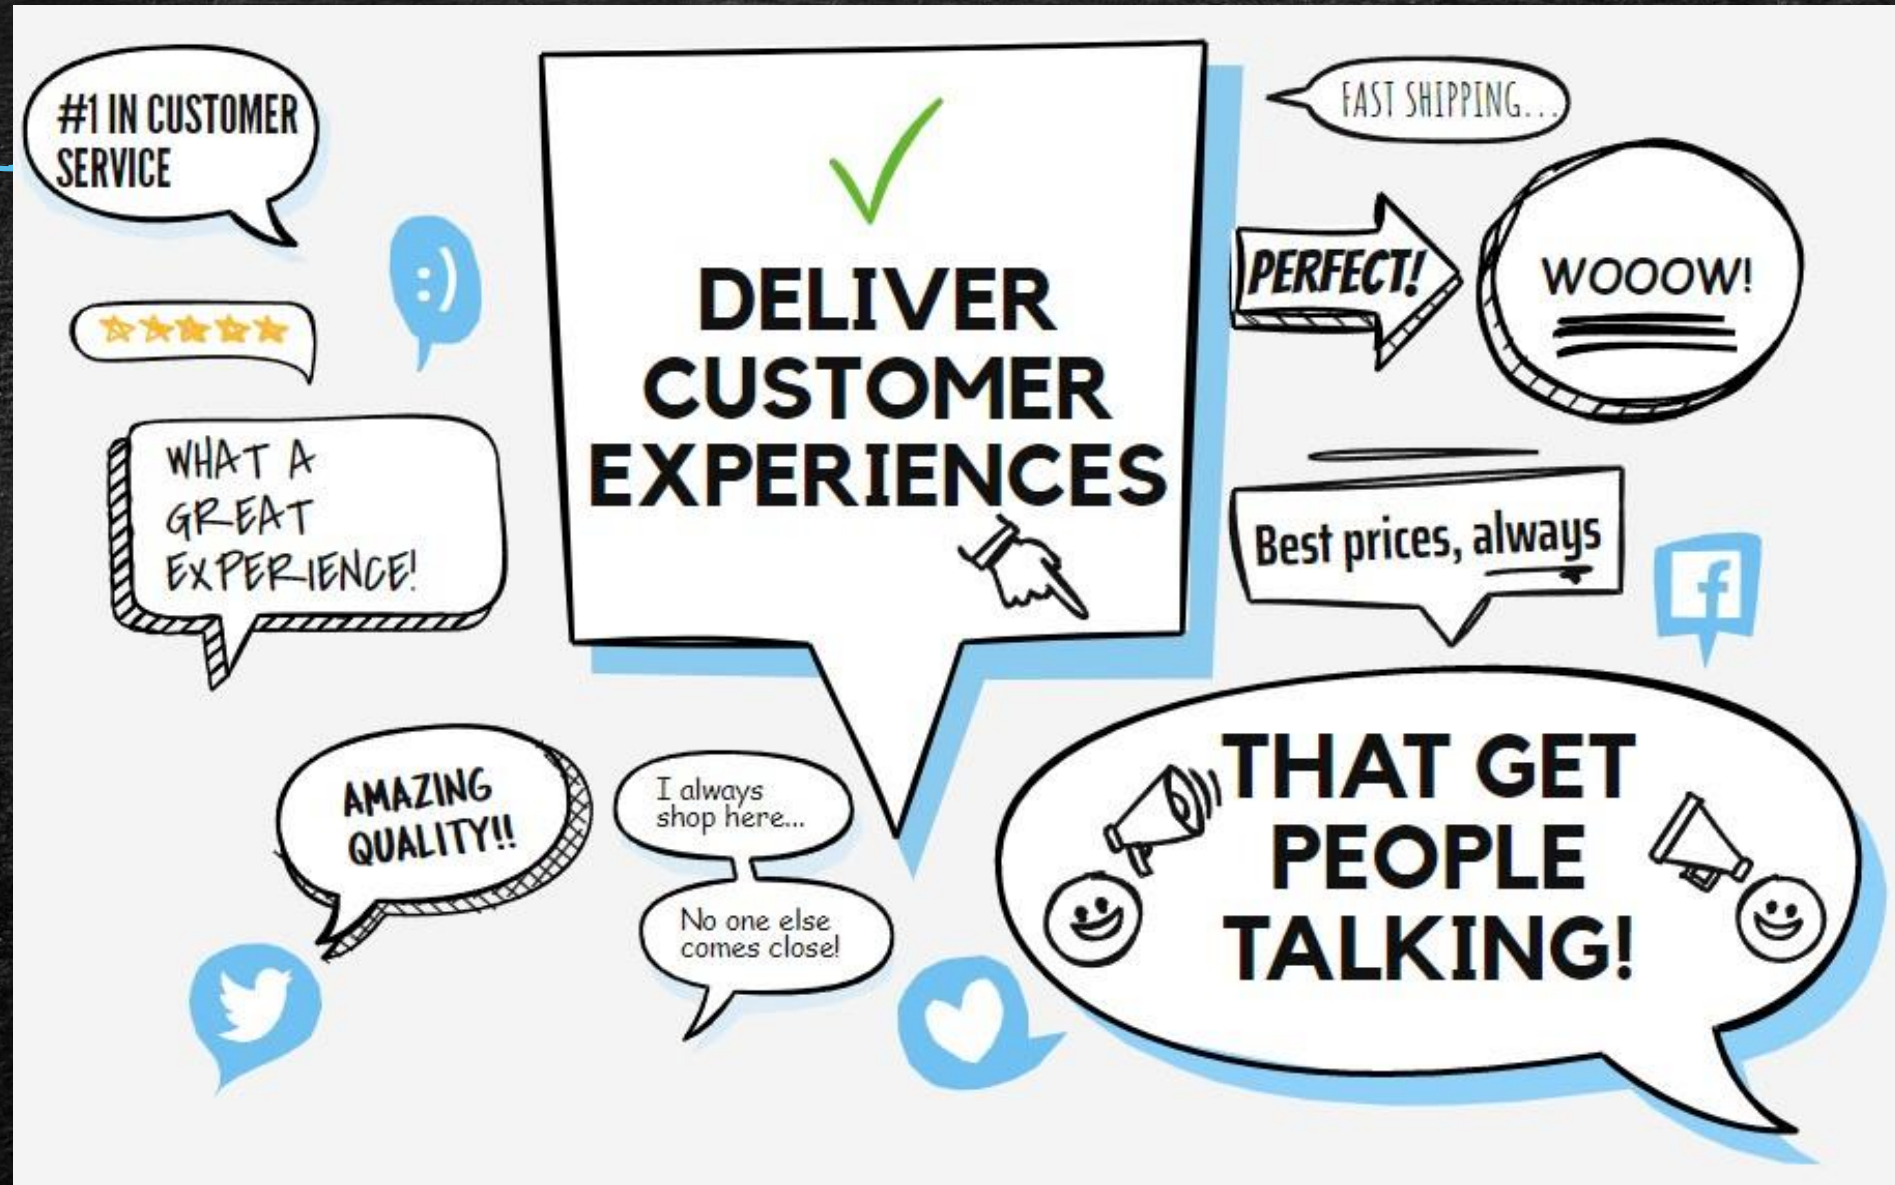 #1 IN CUSTOMER
SERVICE
:)
WHAT A
GREAT
EXPERIENCE!
AMAZING
QUALITY!!
I always
shop here...
No one else
comes close!
DELIVER
CUSTOMER
EXPERIENCES
FAST SHIPPING...
PERFECT!
WOOOW!
Best prices, always
f
THAT GET
PEOPLE
TALKING!